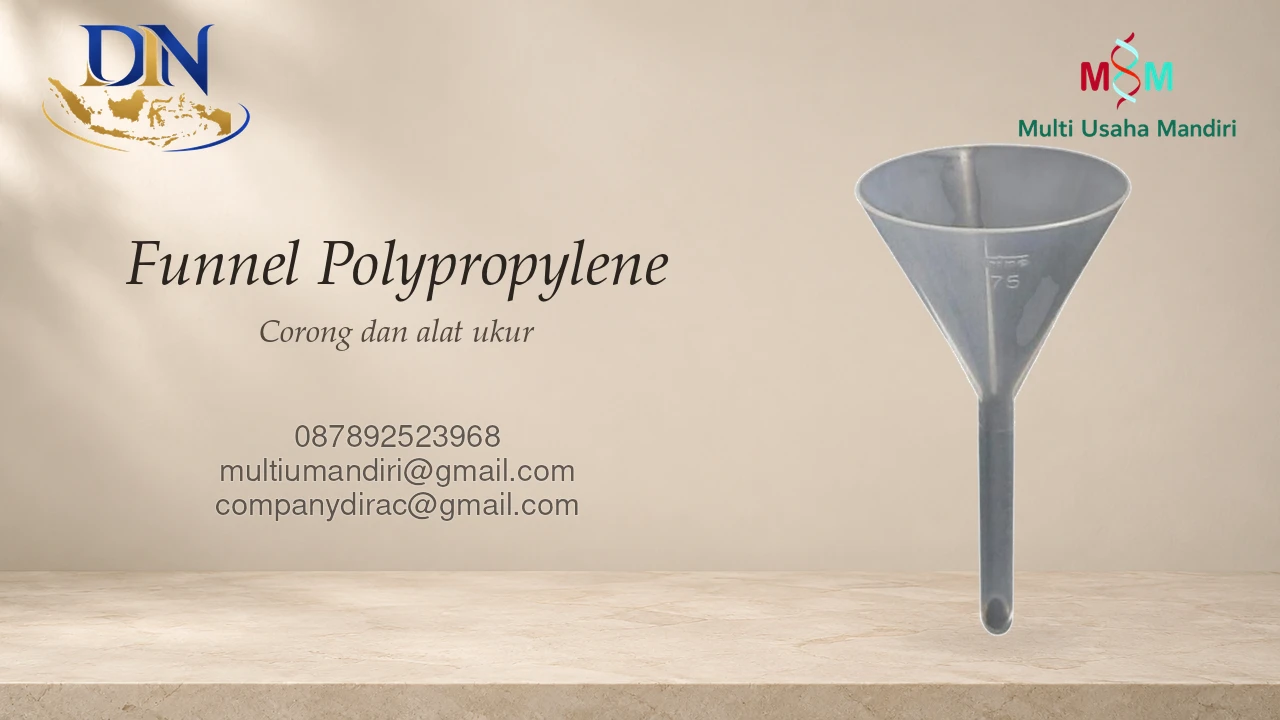 DN
M M
Multi Usaha Mandiri
Funnel Polypropylene
Corong dan alat ukur
75
087892523968
multiumandiri@gmail.com
companydirac@gmail.com